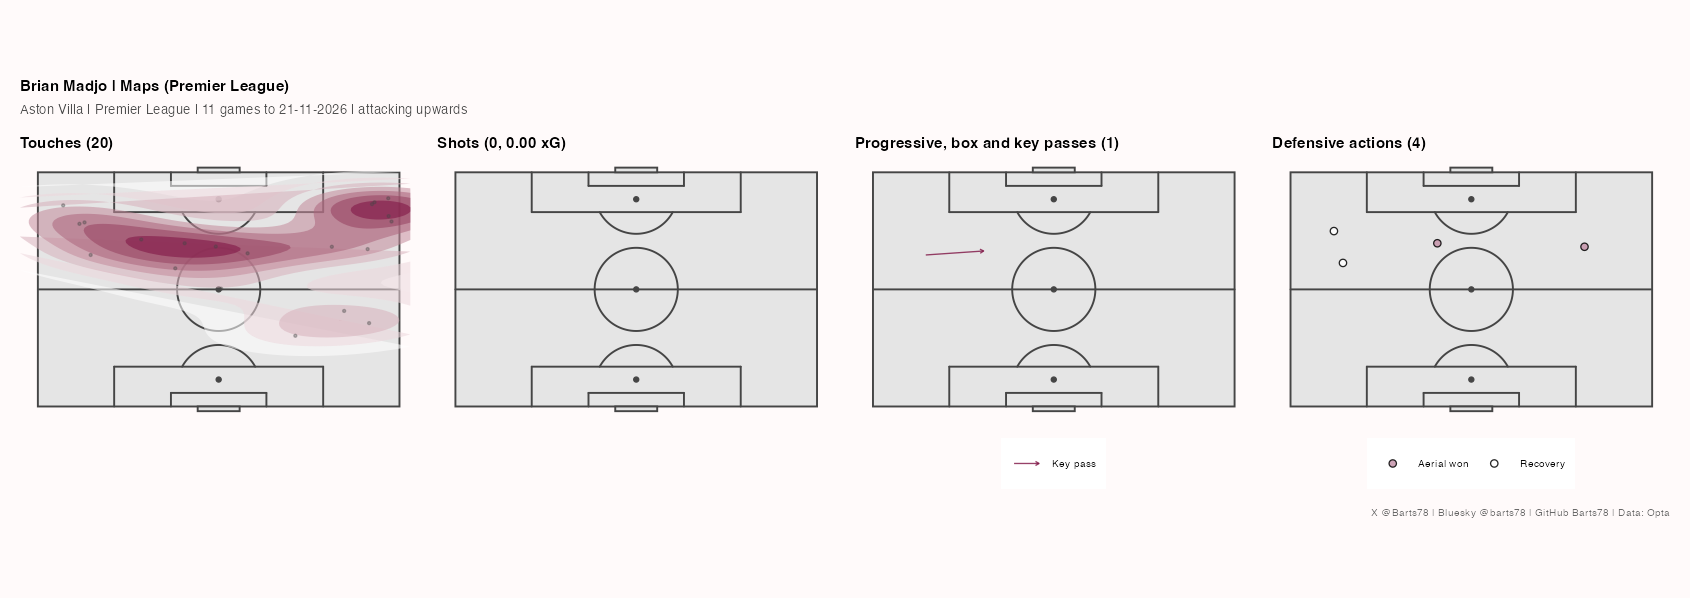 Brian Madjo | Maps (Premier League)
Aston Villa | Premier League | 11 games to 21-11-2026 | attacking upwards
Touches (20)
Shots (0, 0.00 xG)
Progressive, box and key passes (1)
Defensive actions (4)
Key pass
Aerial won
Recovery
X @Barts78 | Bluesky @barts78 | GitHub Barts78 | Data: Opta